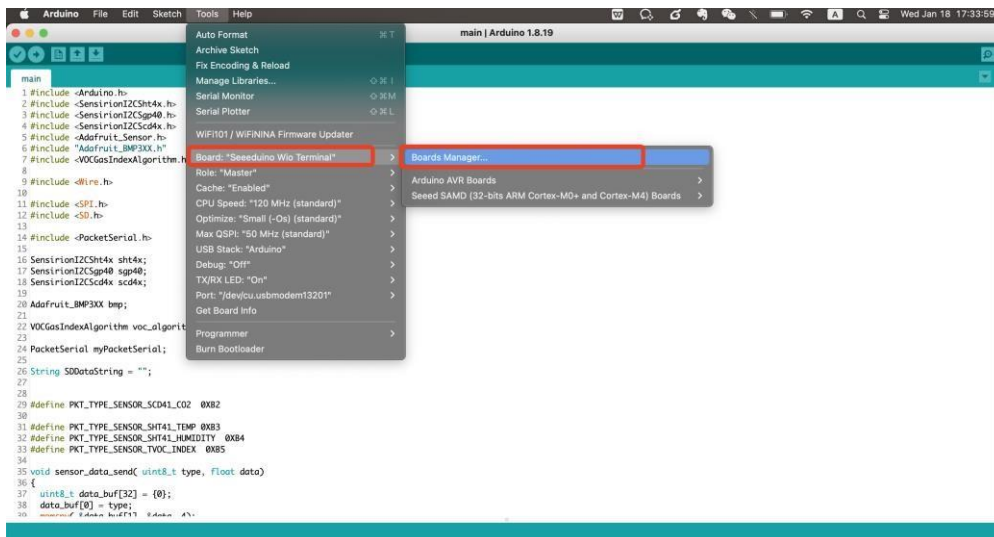 Arduino File Edit Sketch Tools Help
A Wed Jan 18 17:33:59
main | Arduino 1.8.19
Auto Format ⌘ T
Archive Sketch
Fix Encoding & Reload
Manage Libraries... ⇧ ⌘ I
Serial Monitor ⇧ ⌘ M
Serial Plotter ⇧ ⌘ L
WiFi101 / WiFiNINA Firmware Updater
Board: "Seeeduino Wio Terminal" >
Role: "Master" >
Cache: "Enabled" >
CPU Speed: "120 MHz (standard)" >
Optimize: "Small (-Os) (standard)" >
Max QSPI: "50 MHz (standard)" >
USB Stack: "Arduino" >
Debug: "Off" >
TX/RX LED: "On" >
Port: "/dev/cu.usbmodem13201" >
Get Board Info
Programmer >
Burn Bootloader
Boards Manager...
Arduino AVR Boards >
Seeed SAMD (32-bits ARM Cortex-M0+ and Cortex-M4) Boards >
main
1 #include <Arduino.h>
2 #include <SensirionI2CSht4x.h>
3 #include <SensirionI2CSgp40.h>
4 #include <SensirionI2CScd4x.h>
5 #include <Adafruit_Sensor.h>
6 #include "Adafruit_BMP3XX.h"
7 #include <VOCGasIndexAlgorithm.h
8
9 #include <Wire.h>
10
11 #include <SPI.h>
12 #include <SD.h>
13
14 #include <PacketSerial.h>
15
16 SensirionI2CSht4x sht4x;
17 SensirionI2CSgp40 sgp40;
18 SensirionI2CScd4x scd4x;
19
20 Adafruit_BMP3XX bmp;
21
22 VOCGasIndexAlgorithm voc_algorit
23
24 PacketSerial myPacketSerial;
25
26 String SDDataString = "";
27
28
29 #define PKT_TYPE_SENSOR_SCD41_CO2 0XB2
30
31 #define PKT_TYPE_SENSOR_SHT41_TEMP 0XB3
32 #define PKT_TYPE_SENSOR_SHT41_HUMIDITY 0XB4
33 #define PKT_TYPE_SENSOR_TVOC_INDEX 0XB5
34
35 void sensor_data_send( uint8_t type, float data)
36 {
37 uint8_t data_buf[32] = {0};
38 data_buf[0] = type;
39 memcpy( &data_buf[1], &data, 4);